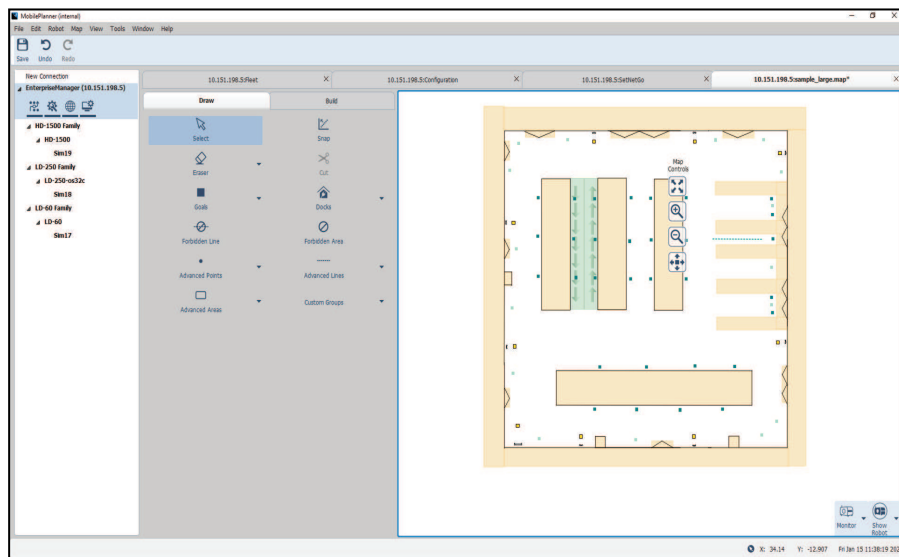 MobilePlanner (internal)
File Edit Robot Map View Tools Window Help
Save Undo Redo
New Connection
EnterpriseManager (10.151.198.5)
HD-1500 Family
HD-1500
Sim19
LD-250 Family
LD-250-os32c
Sim18
LD-60 Family
LD-60
Sim17
10.151.198.5:Fleet X
10.151.198.5:Configuration X
10.151.198.5:SetNetGo X
10.151.198.5:sample_large.map* X
Draw Build
Select Snap
Eraser Cut
Goals Docks
Forbidden Line Forbidden Area
Advanced Points Advanced Lines
Advanced Areas Custom Groups
Map
Controls
Monitor Show
Robot
X: 34.14 Y: -12.907 Fri Jan 15 11:38:19